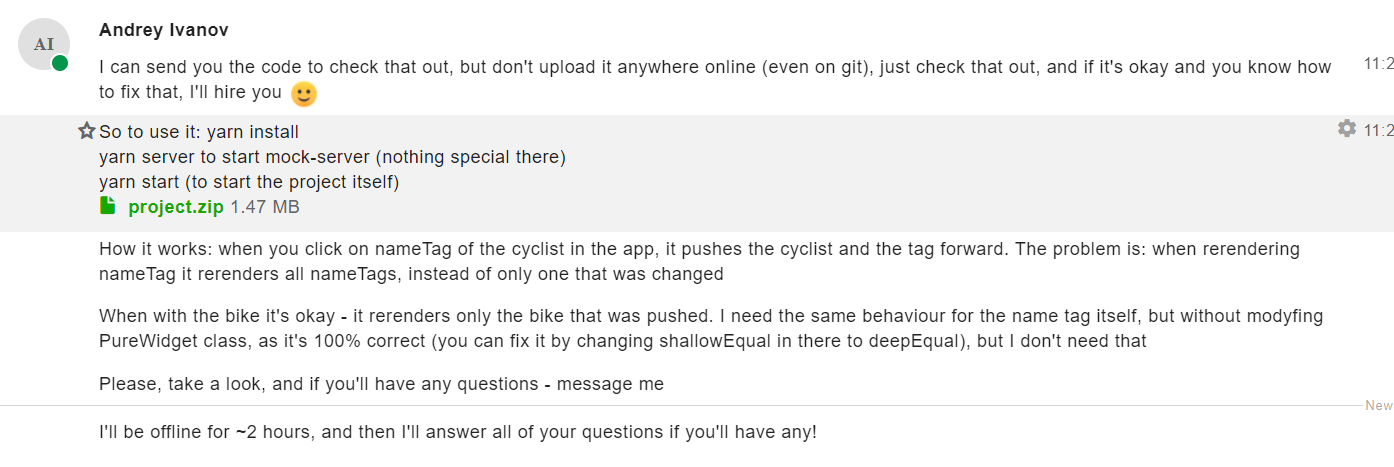 Andrey Ivanov
AI
I can send you the code to check that out, but don't upload it anywhere online (even on git), just check that out, and if it's okay and you know how
11:2
to fix that, I'll hire you
So to use it: yarn install
11:2
yarn server to start mock-server (nothing special there)
yarn start (to start the project itself)
project.zip 1.47 MB
How it works: when you click on nameTag of the cyclist in the app, it pushes the cyclist and the tag forward. The problem is: when rerendering
nameTag it rerenders all nameTags, instead of only one that was changed
When with the bike it's okay - it rerenders only the bike that was pushed. I need the same behaviour for the name tag itself, but without modyfing
PureWidget class, as it's 100% correct (you can fix it by changing shallowEqual in there to deepEqual), but I don't need that
Please, take a look, and if you'll have any questions - message me
New
I'll be offline for ~2 hours, and then I'll answer all of your questions if you'll have any!